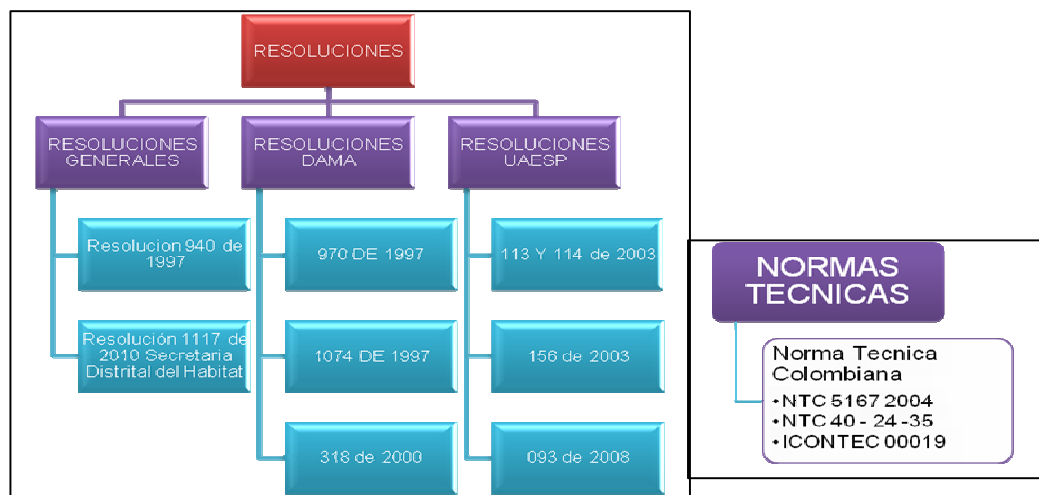 RESOLUCIONES
RESOLUCIONES
GENERALES
Resolucion 940 de
1997
Resolución 1117 de
2010 Secretaria
Distrital del Habitat
RESOLUCIONES
DAMA
970 DE 1997
1074 DE 1997
318 de 2000
RESOLUCIONES
UAESP
113 Y 114 de 2003
156 de 2003
093 de 2008
NORMAS
TECNICAS
Norma Tecnica
Colombiana
•NTC 5167 2004
•NTC 40 - 24 -35
•ICONTEC 00019